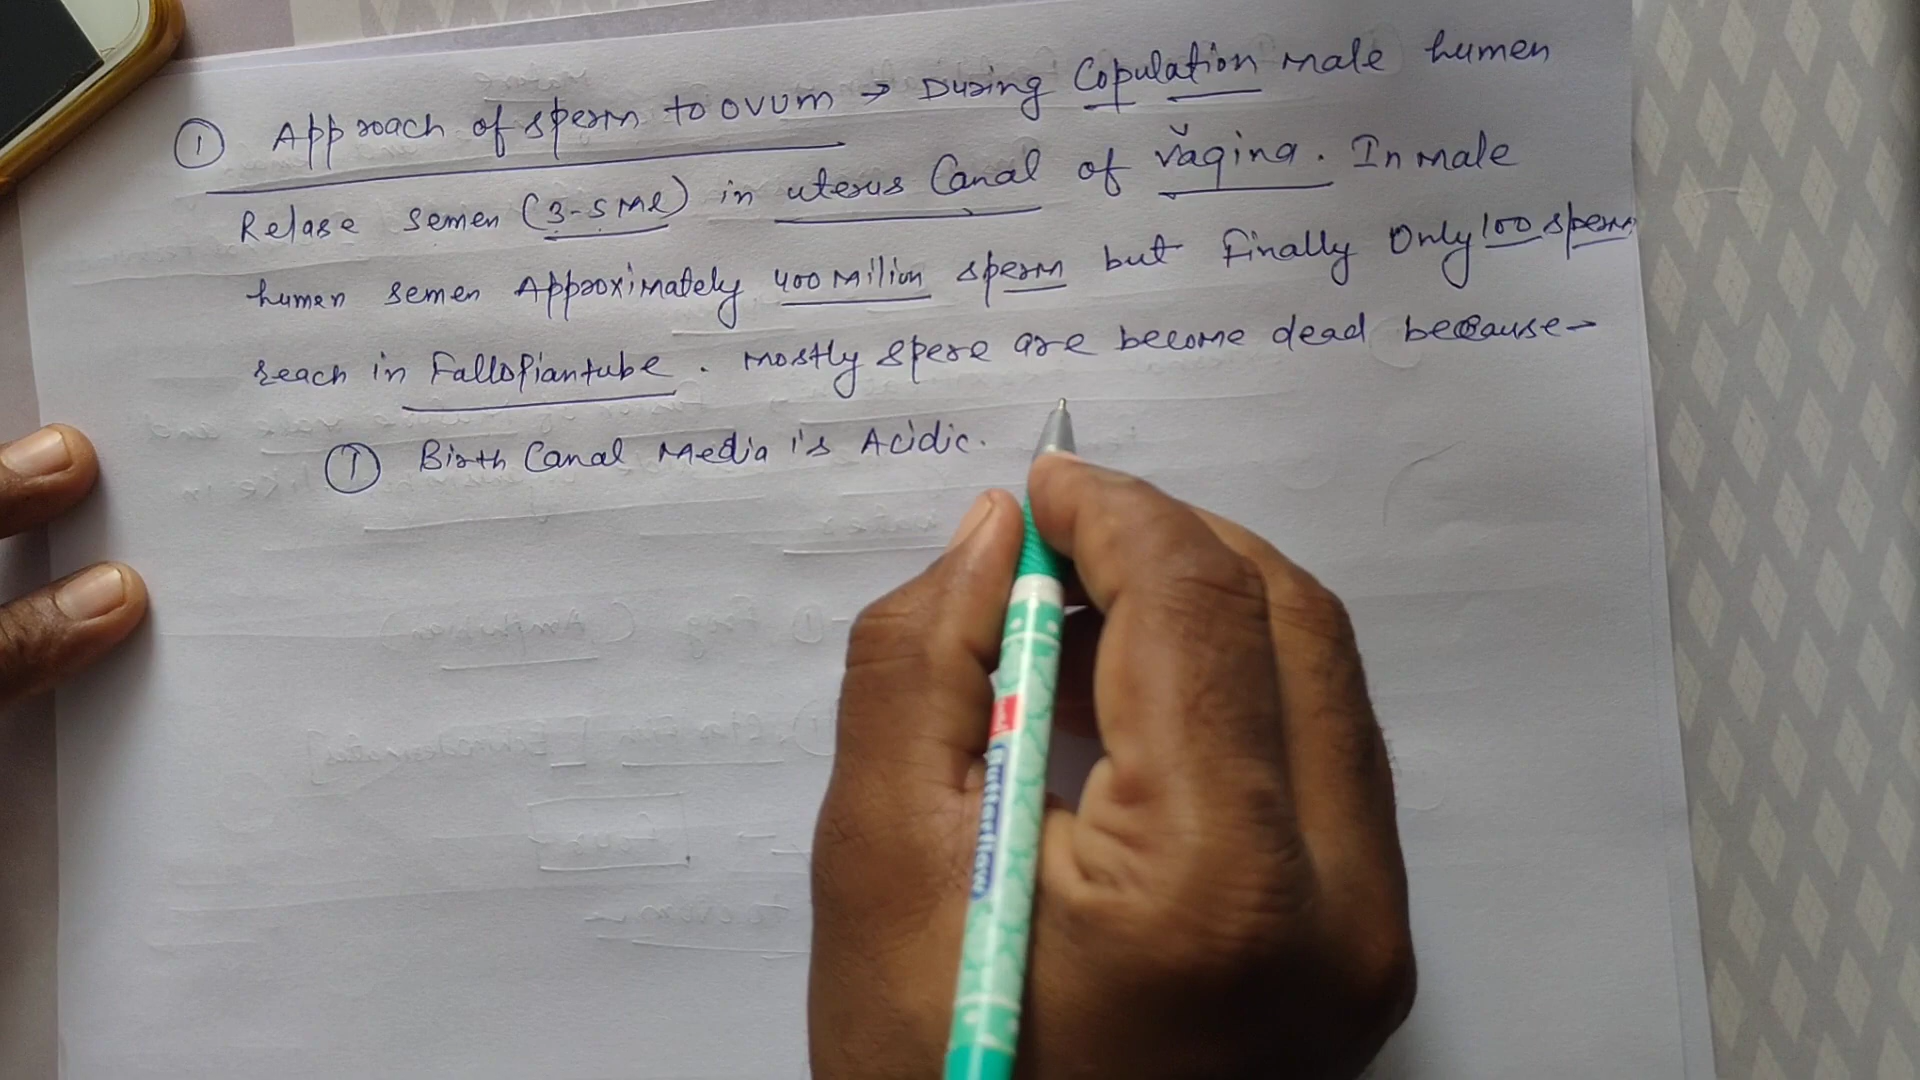 ① Approach of sperm to ovum → During Copulation male humen
Relase semen (3-5 Ml) in uterus Canal of vagina. In male
humen semen Approximately 400 Milion sperm but finally Only 100 sperm
reach in Fallopiantube. Mostly spere are become dead because→
① Birth Canal Media is Acidic.
Butterflow